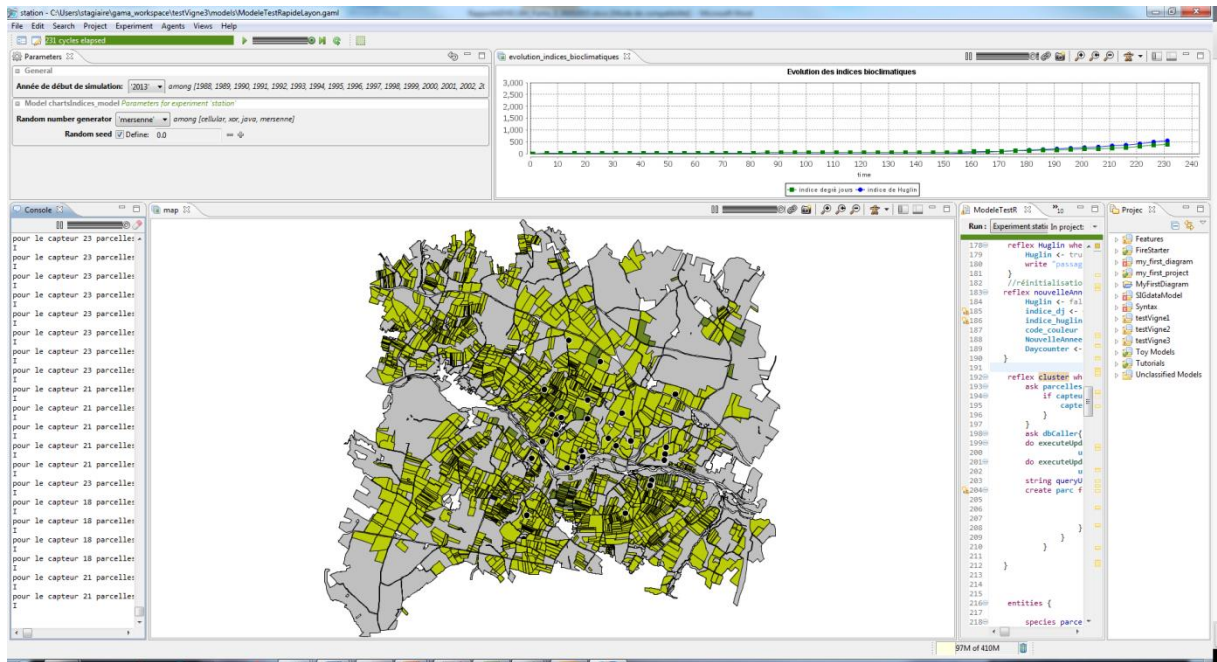 station - C:\Users\stagiaire\gama_workspace\testVigne3\models\ModeleTestRapideLayon.gaml
File Edit Search Project Experiment Agents Views Help
231 cycles elapsed
Parameters
General
Année de début de simulation: '2013' among [1988, 1989, 1990, 1991, 1992, 1993, 1994, 1995, 1996, 1997, 1998, 1999, 2000, 2001, 2002, 20
Model chartsIndices_model Parameters for experiment 'station'
Random number generator 'mersenne' among [cellular, xor, java, mersenne]
Random seed Define: 0.0
evolution_indices_bioclimatiques
Evolution des indices bioclimatiques
3,000
2,500
2,000
1,500
1,000
500
0
0 10 20 30 40 50 60 70 80 90 100 110 120 130 140 150 160 170 180 190 200 210 220 230 240
time
indice degré jours indice de Huglin
Console
pour le capteur 23 parcelles
I
pour le capteur 23 parcelles
I
pour le capteur 23 parcelles
I
pour le capteur 23 parcelles
I
pour le capteur 23 parcelles
I
pour le capteur 23 parcelles
I
pour le capteur 23 parcelles
I
pour le capteur 23 parcelles
I
pour le capteur 21 parcelles
I
pour le capteur 21 parcelles
I
pour le capteur 21 parcelles
I
pour le capteur 21 parcelles
I
pour le capteur 21 parcelles
I
pour le capteur 23 parcelles
I
pour le capteur 18 parcelles
I
pour le capteur 18 parcelles
I
pour le capteur 18 parcelles
I
pour le capteur 18 parcelles
I
pour le capteur 21 parcelles
I
pour le capteur 21 parcelles
I
map
ModeleTestR
10
Run : Experiment static In project:
178 reflex Huglin whe
179 Huglin <- tru
180 write "passag
181 }
182 //réinitialisatio
183 reflex nouvelleAnn
184 Huglin <- fal
185 indice_dj <-
186 indice_huglin
187 code_couleur
188 NouvelleAnnee
189 Daycounter <-
190 }
191
192 reflex cluster wh
193 ask parcelles
194 if capteu
195 capte
196 }
197 }
198 ask dbCaller{
199 do executeUpd
200 u
201 do executeUpd
202 u
203 string queryU
204 create parc f
205
206
207
208 }
209 }
210 }
211
212 }
213
214
215
216 entities {
217
218 species parce
Projec
Features
FireStarter
my_first_diagram
my_first_project
MyFirstDiagram
SIGdataModel
Syntax
testVigne1
testVigne2
testVigne3
Toy Models
Tutorials
Unclassified Models
97M of 410M